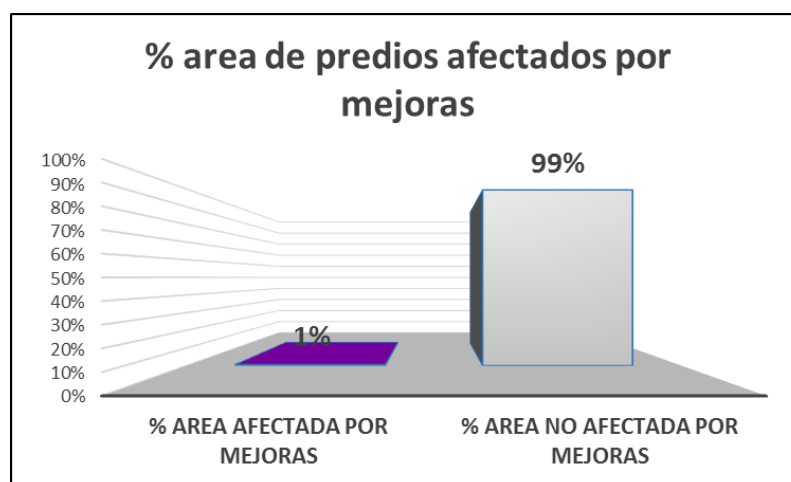 % area de predios afectados por
mejoras
100%
90%
80%
70%
60%
50%
40%
30%
20%
10%
0%
1%
99%
% AREA AFECTADA POR
MEJORAS
% AREA NO AFECTADA POR
MEJORAS